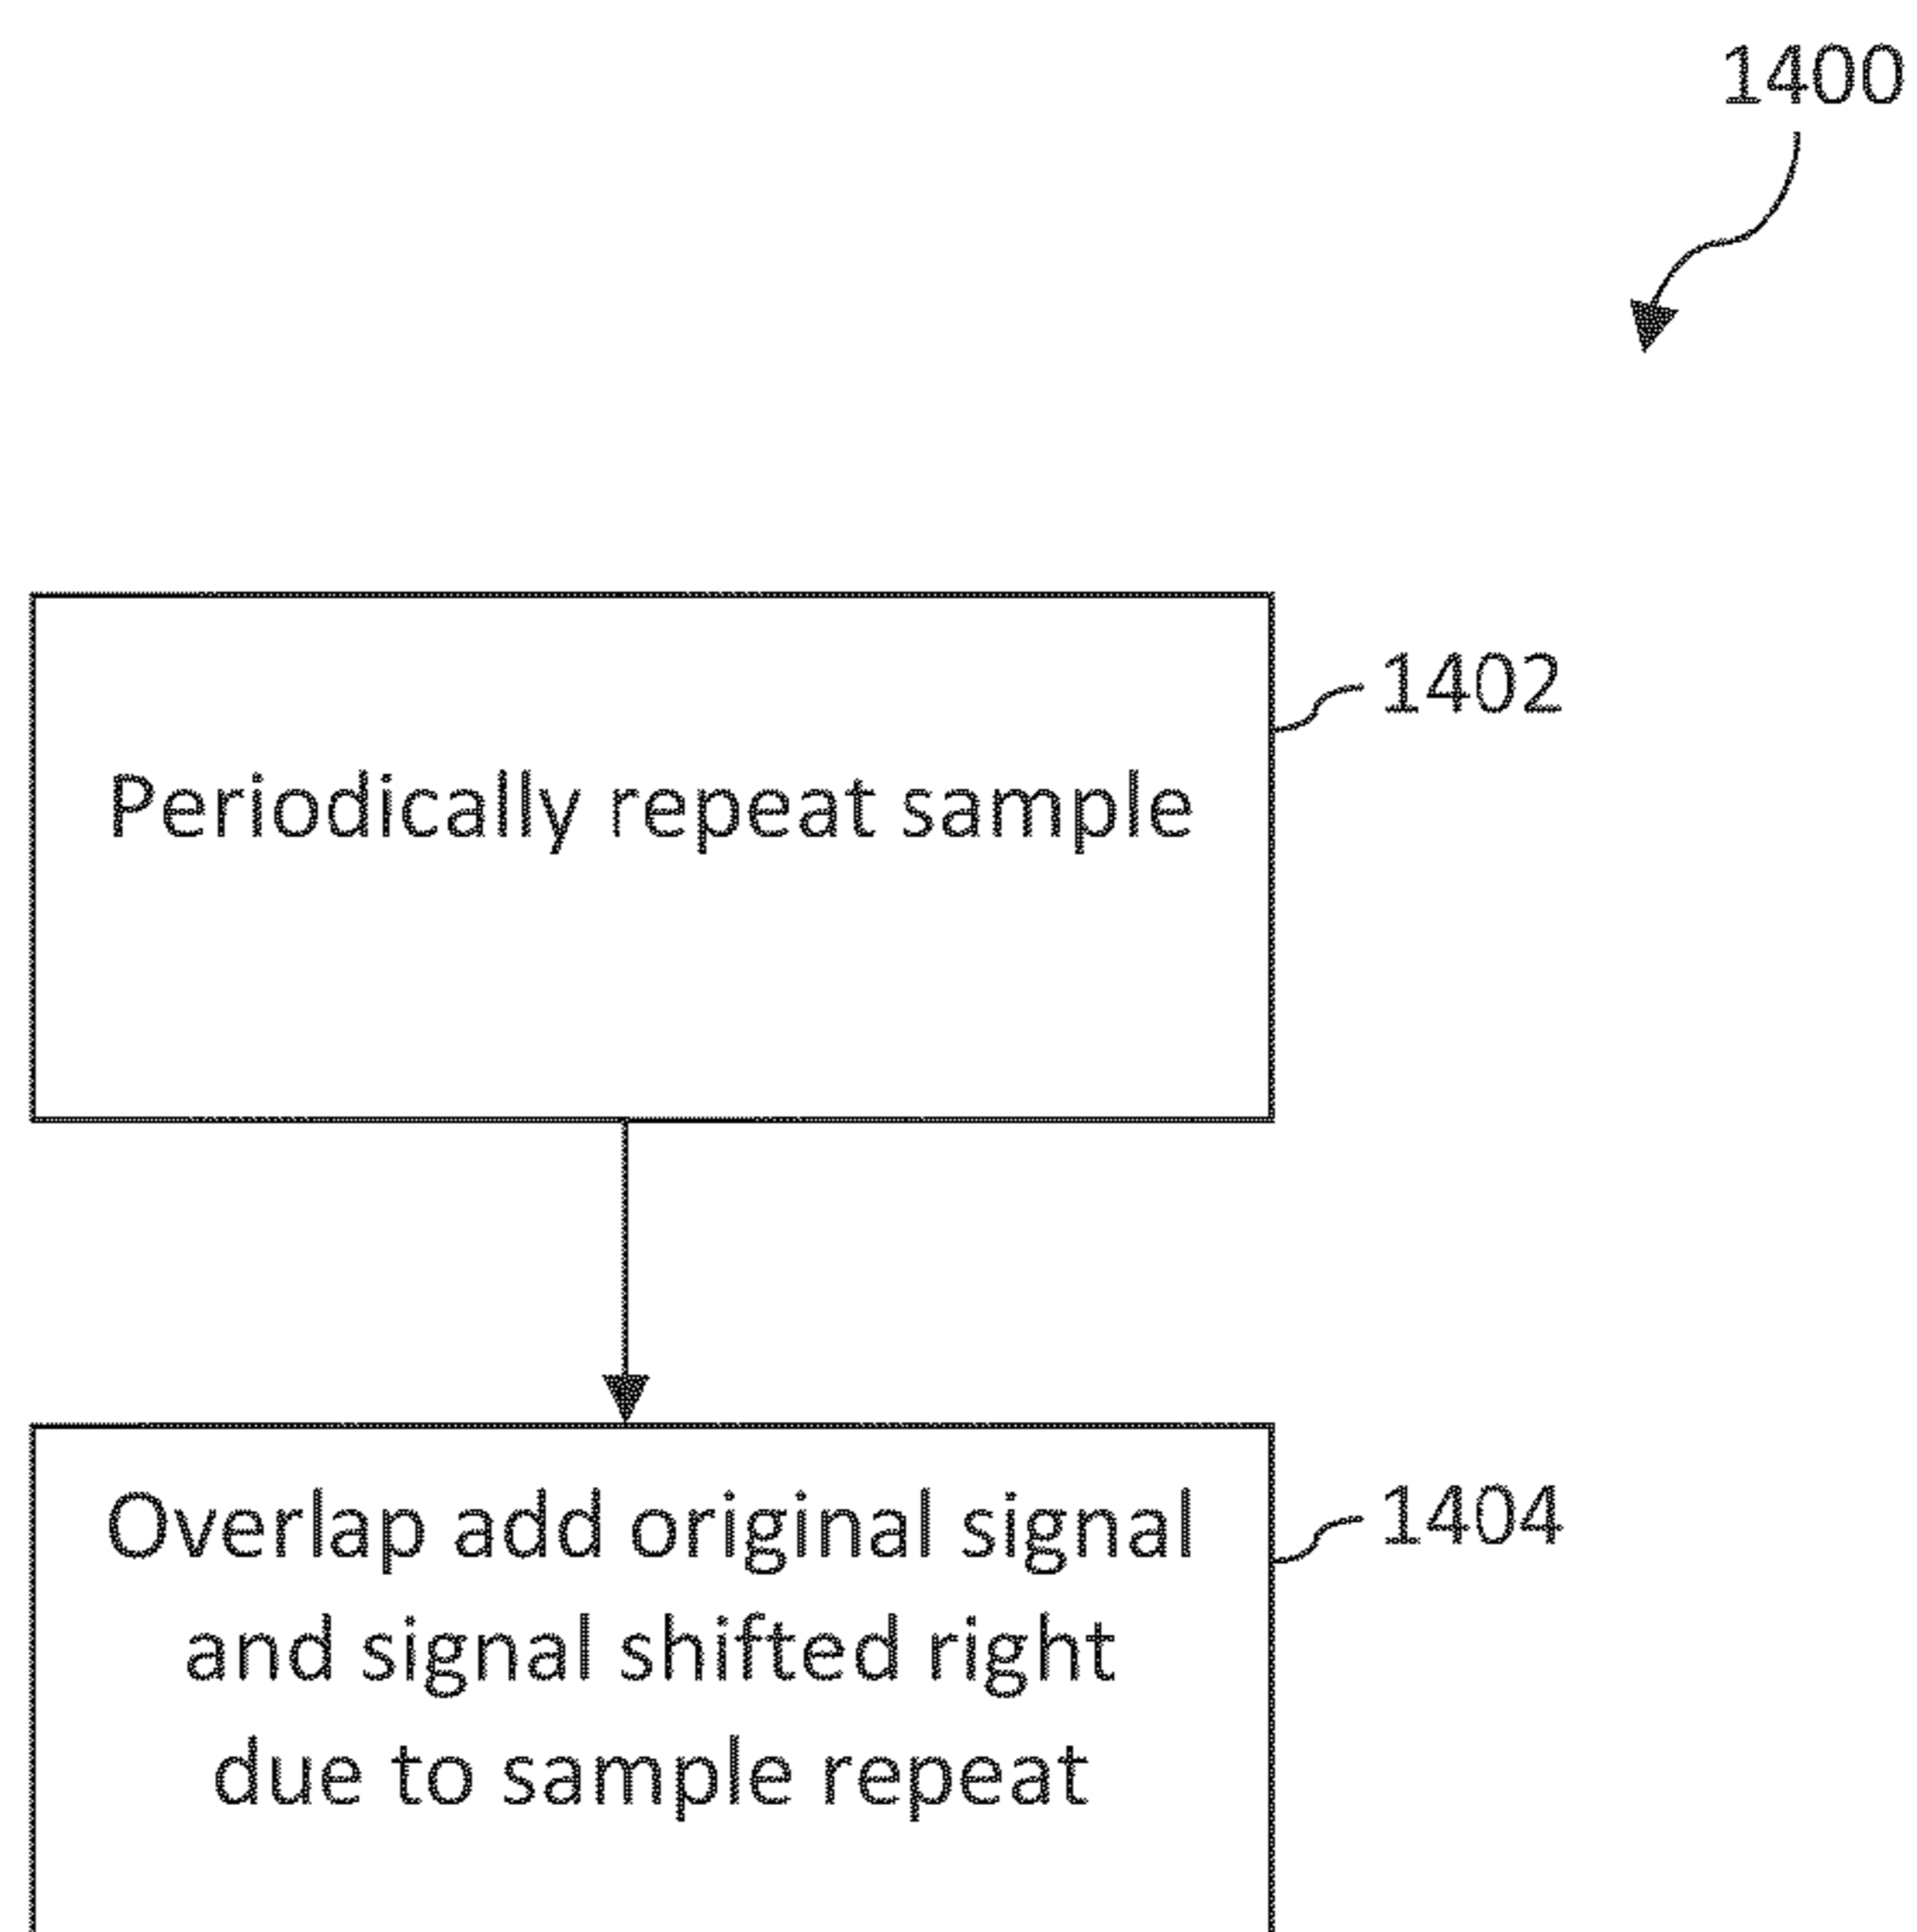 1400
1402
Periodically repeat sample
1404
Overlap add original signal
and signal shifted right
due to sample repeat